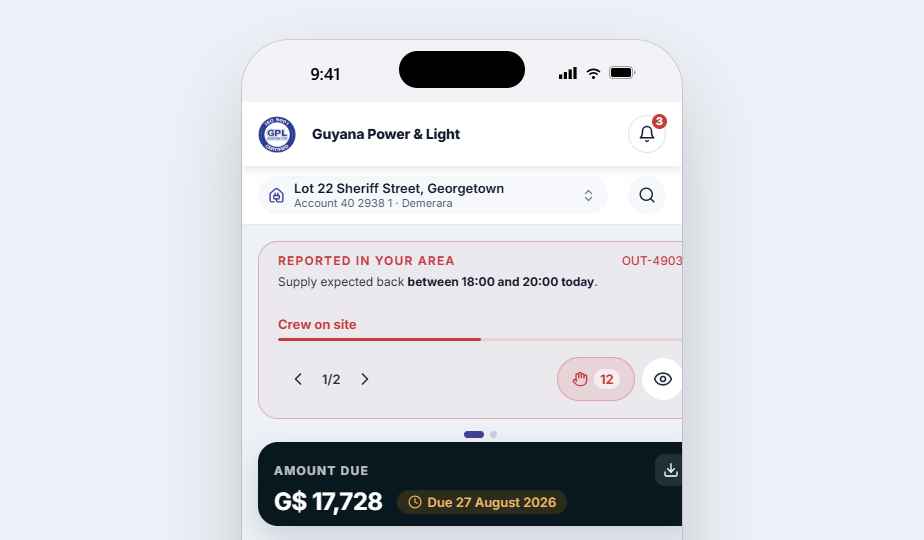 9:41
GPL
Guyana Power & Light
3
Lot 22 Sheriff Street, Georgetown
Account 40 2938 1 · Demerara
REPORTED IN YOUR AREA
OUT-4903
Supply expected back between 18:00 and 20:00 today.
Crew on site
1/2
12
AMOUNT DUE
G$ 17,728
Due 27 August 2026